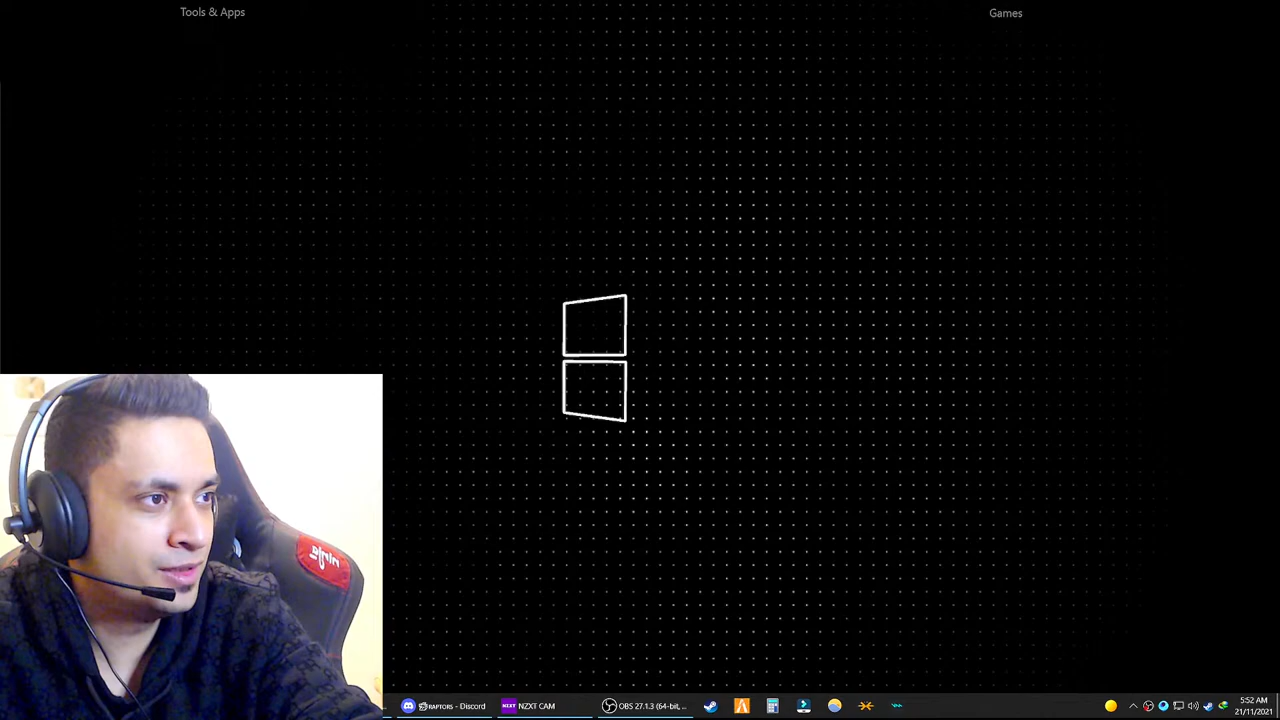 Tools & Apps
Games
RAPTORS - Discord
NZXT
NZXT CAM
OBS 27.1.3 (64-bit, ...
5:52 AM
21/11/2021